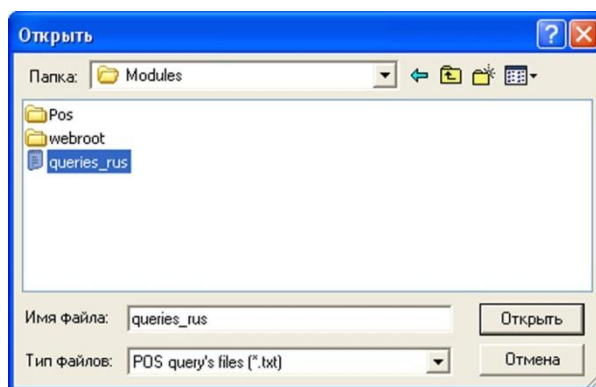 Открыть
Папка: Modules
Pos
webroot
queries_rus
Имя файла: queries_rus Открыть
Тип файлов: POS query's files (*.txt) Отмена